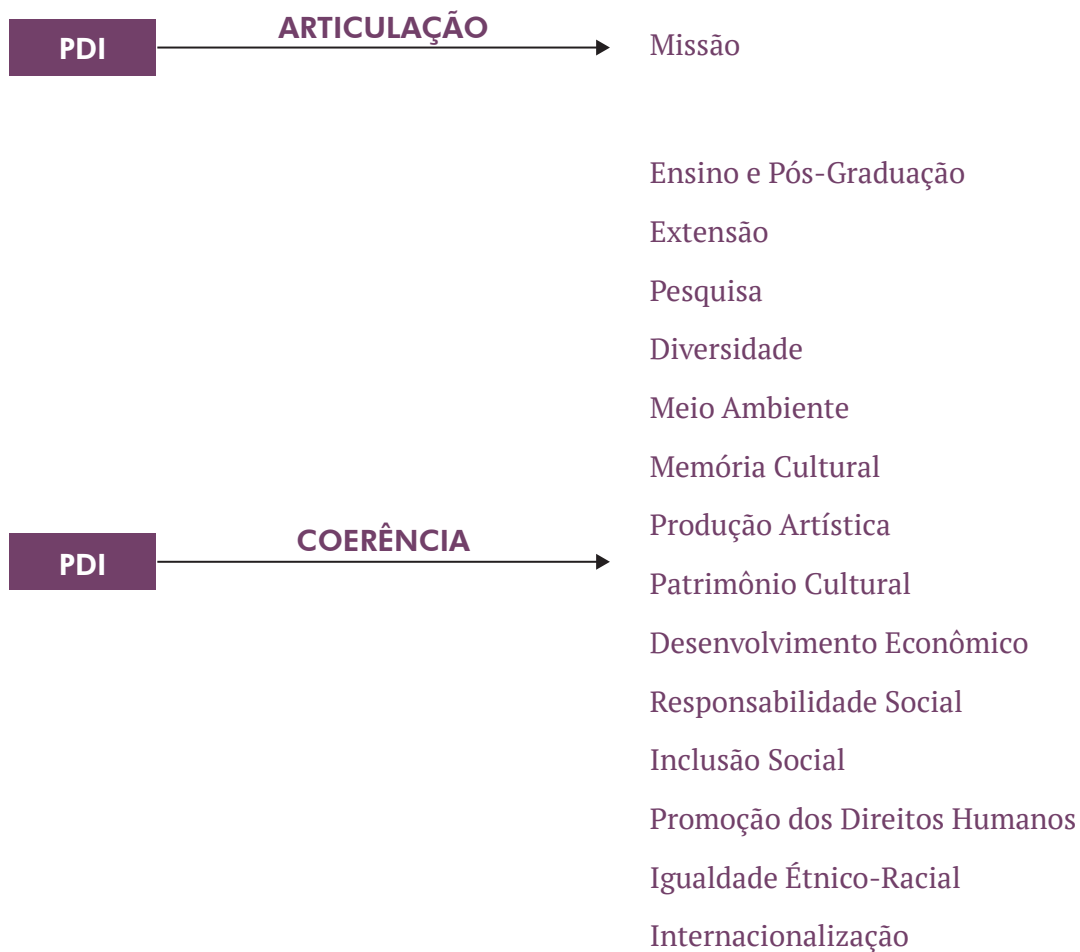 PDI
ARTICULAÇÃO
Missão
PDI
COERÊNCIA
Ensino e Pós-Graduação
Extensão
Pesquisa
Diversidade
Meio Ambiente
Memória Cultural
Produção Artística
Patrimônio Cultural
Desenvolvimento Econômico
Responsabilidade Social
Inclusão Social
Promoção dos Direitos Humanos
Igualdade Étnico-Racial
Internacionalização